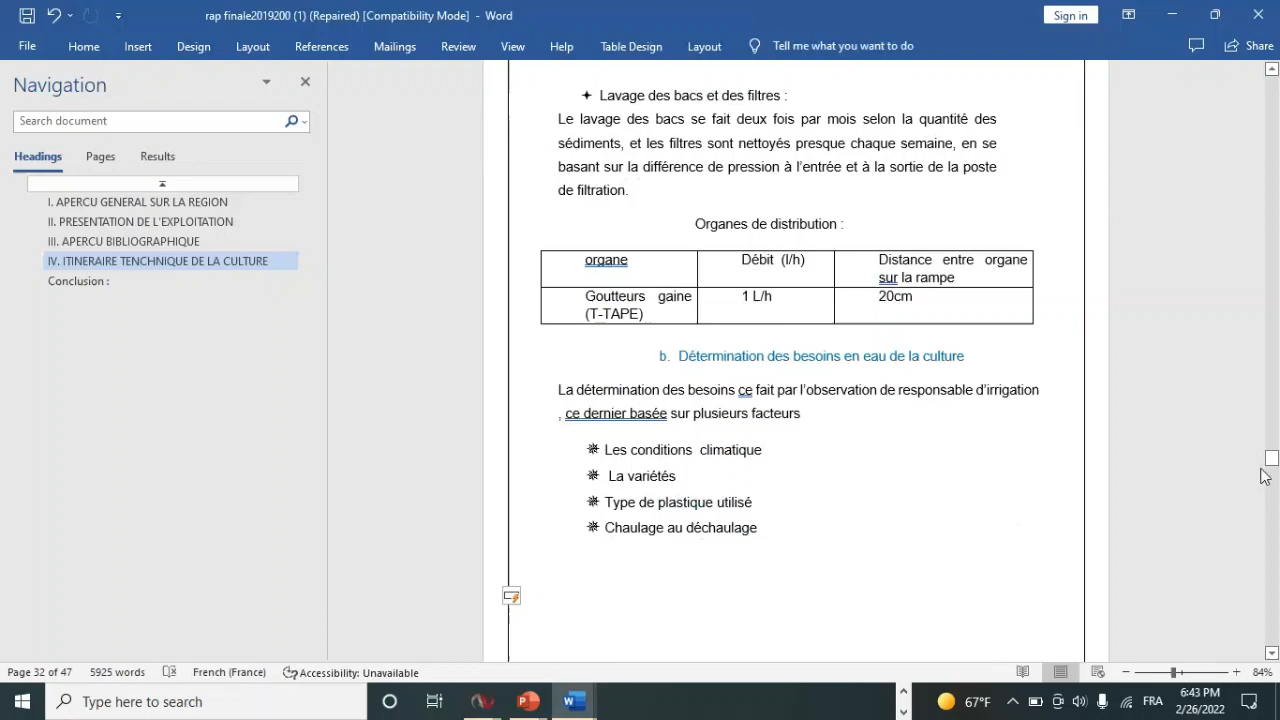 rap finale2019200 (1) (Repaired) [Compatibility Mode] - Word
Sign in
File Home Insert Design Layout References Mailings Review View Help Table Design Layout Tell me what you want to do Share
Navigation
Search document
Headings Pages Results
I. APERCU GENERAL SUR LA REGION
II. PRESENTATION DE L'EXPLOITATION
III. APERCU BIBLIOGRAPHIQUE
IV. ITINERAIRE TENCHNIQUE DE LA CULTURE
Conclusion :
Lavage des bacs et des filtres :
Le lavage des bacs se fait deux fois par mois selon la quantité des
sédiments, et les filtres sont nettoyés presque chaque semaine, en se
basant sur la différence de pression à l'entrée et à la sortie de la poste
de filtration.
Organes de distribution :
organe Débit (l/h) Distance entre organe
sur la rampe
Goutteurs gaine 1 L/h 20cm
(T-TAPE)
b. Détermination des besoins en eau de la culture
La détermination des besoins ce fait par l'observation de responsable d'irrigation
, ce dernier basée sur plusieurs facteurs
Les conditions climatique
La variétés
Type de plastique utilisé
Chaulage au déchaulage
Page 32 of 47 5925 words French (France) Accessibility: Unavailable 84%
Type here to search
67°F FRA
6:43 PM
2/26/2022